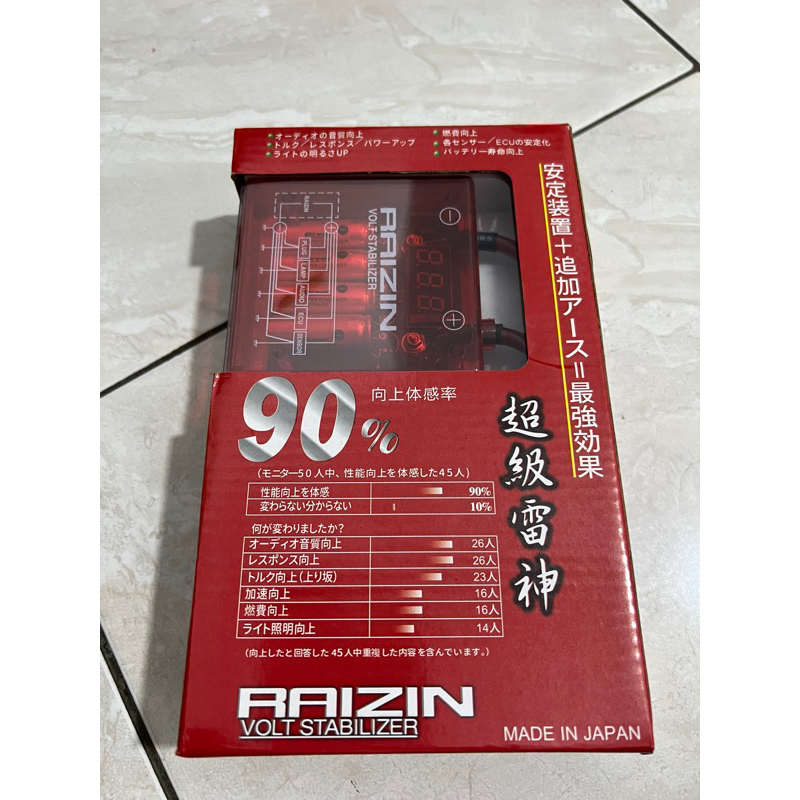 オーディオの音質向上
トルク/レスポンス/パワーアップ
ライトの明るさUP
燃費向上
各センサー/ECUの安定化
バッテリー寿命向上
安定装置+追加アース=最強効果
RAIZIN
VOLT-STABILIZER
RAIZIN
PLUG
LAMP
AUDIO
ECU
SENSOR
90%
向上体感率
(モニター50人中、性能向上を体感した45人)
性能向上を体感 90%
変わらない分からない 10%
何が変わりましたか?
オーディオ音質向上 26人
レスポンス向上 26人
トルク向上(上り坂) 23人
加速向上 16人
燃費向上 16人
ライト照明向上 14人
(向上したと回答した45人中重複した内容を含んでいます。)
超級雷神
RAIZIN
VOLT STABILIZER
MADE IN JAPAN